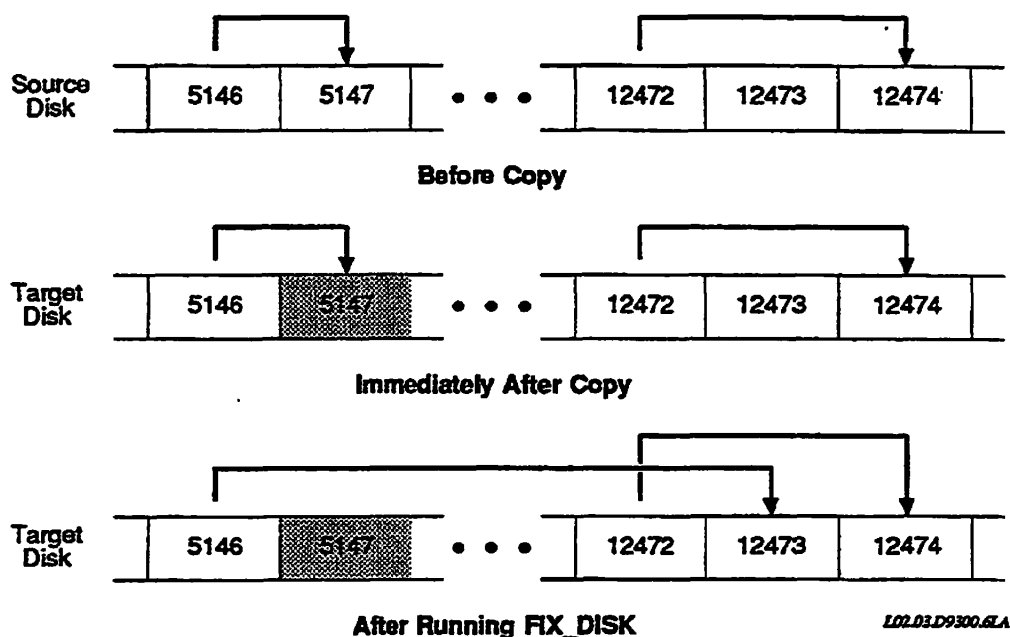 Source Disk
5146 5147 • • • 12472 12473 12474
Before Copy
Target Disk
5146 5147 • • • 12472 12473 12474
Immediately After Copy
Target Disk
5146 5147 • • • 12472 12473 12474
After Running FIX_DISK
L02.03.D9300.6LA